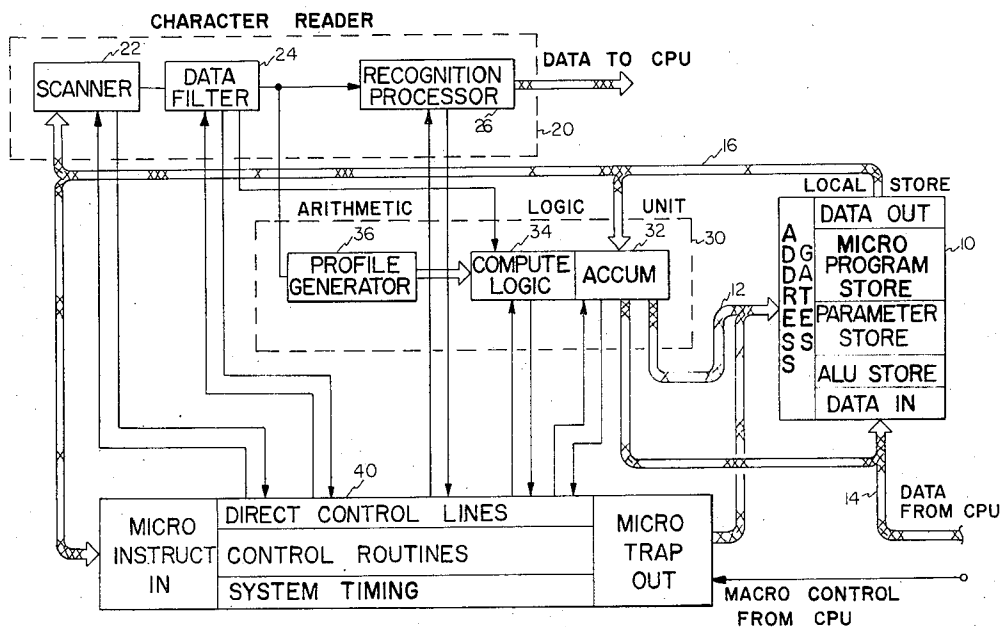 CHARACTER READER
22
24
SCANNER
DATA
FILTER
RECOGNITION
PROCESSOR
26
DATA TO CPU
20
16
LOCAL STORE
ARITHMETIC LOGIC UNIT
30
36
34
32
PROFILE
GENERATOR
COMPUTE
LOGIC
ACCUM
12
ADDRESS
GATES
DATA OUT
MICRO
PROGRAM
STORE
PARAMETER
STORE
ALU STORE
DATA IN
10
14
DATA
FROM CPU
40
MICRO
INSTRUCT
IN
DIRECT CONTROL LINES
CONTROL ROUTINES
SYSTEM TIMING
MICRO
TRAP
OUT
MACRO CONTROL
FROM CPU